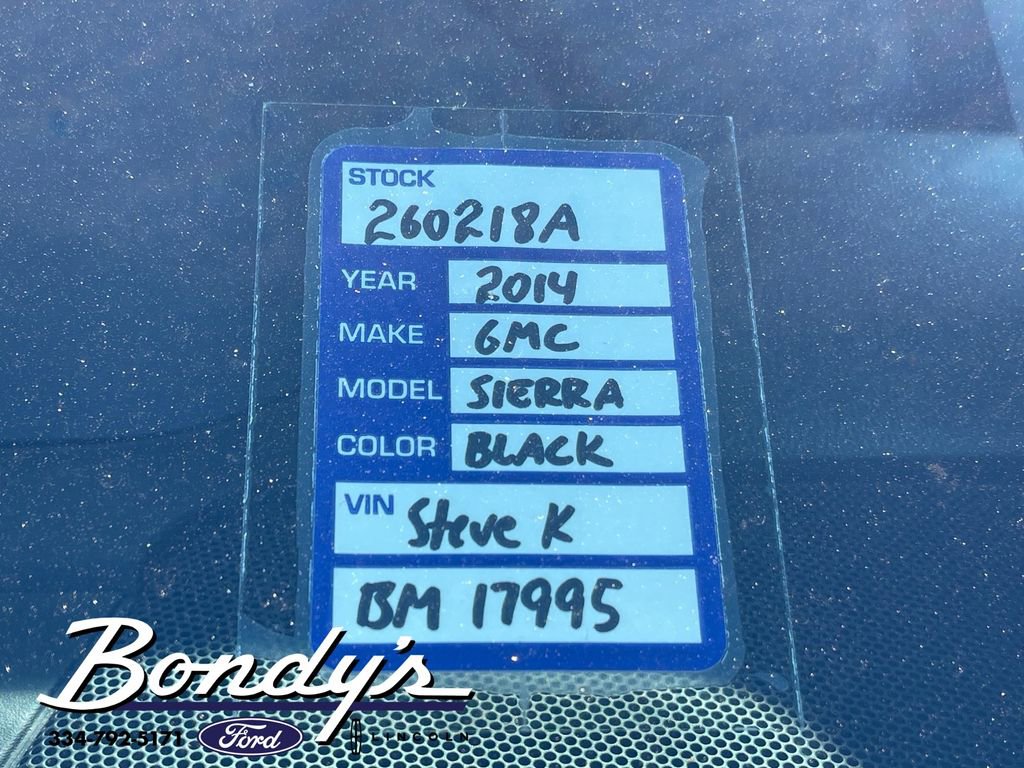 STOCK
260218A
YEAR 2014
MAKE GMC
MODEL SIERRA
COLOR BLACK
VIN Steve K
BM 17995
Bondy's
334-792-5171 Ford LINCOLN